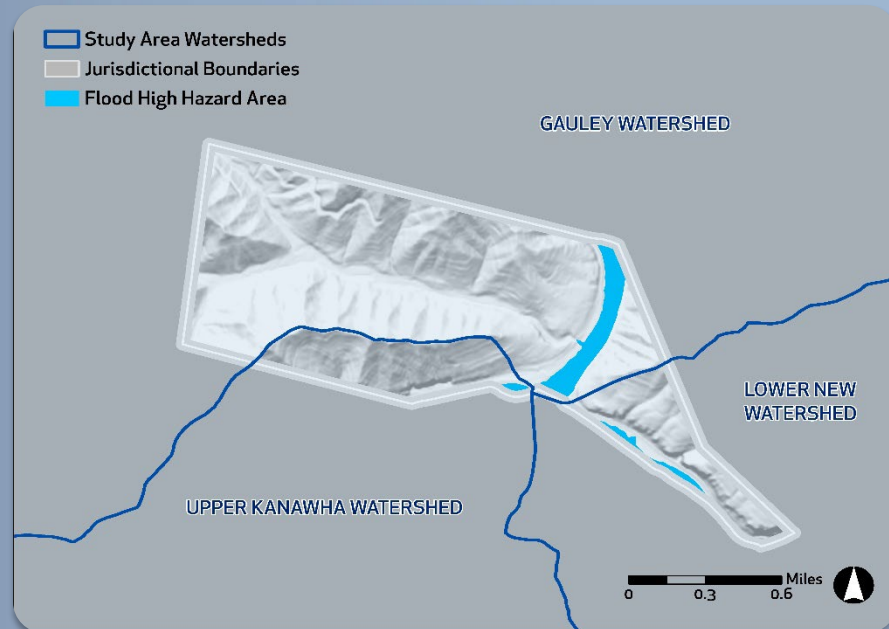 Study Area Watersheds
Jurisdictional Boundaries
Flood High Hazard Area
GAULEY WATERSHED
LOWER NEW
WATERSHED
UPPER KANAWHA WATERSHED
Miles
0 0.3 0.6